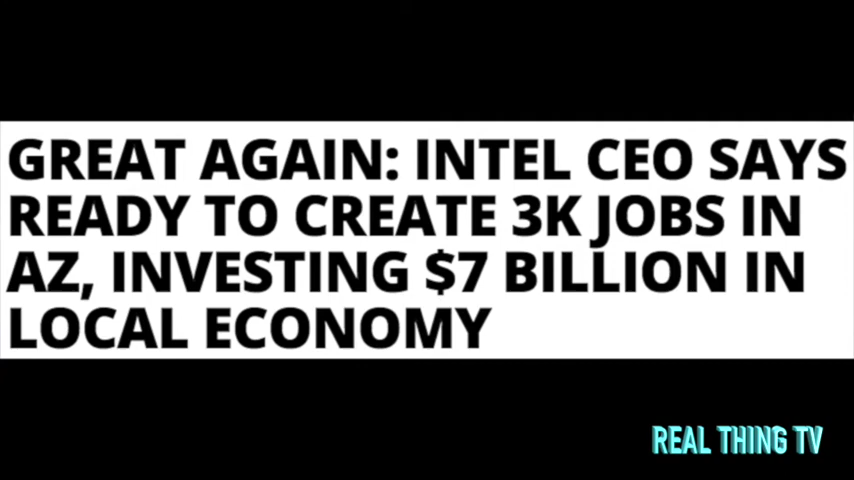 GREAT AGAIN: INTEL CEO SAYS
READY TO CREATE 3K JOBS IN
AZ, INVESTING $7 BILLION IN
LOCAL ECONOMY
REAL THING TV